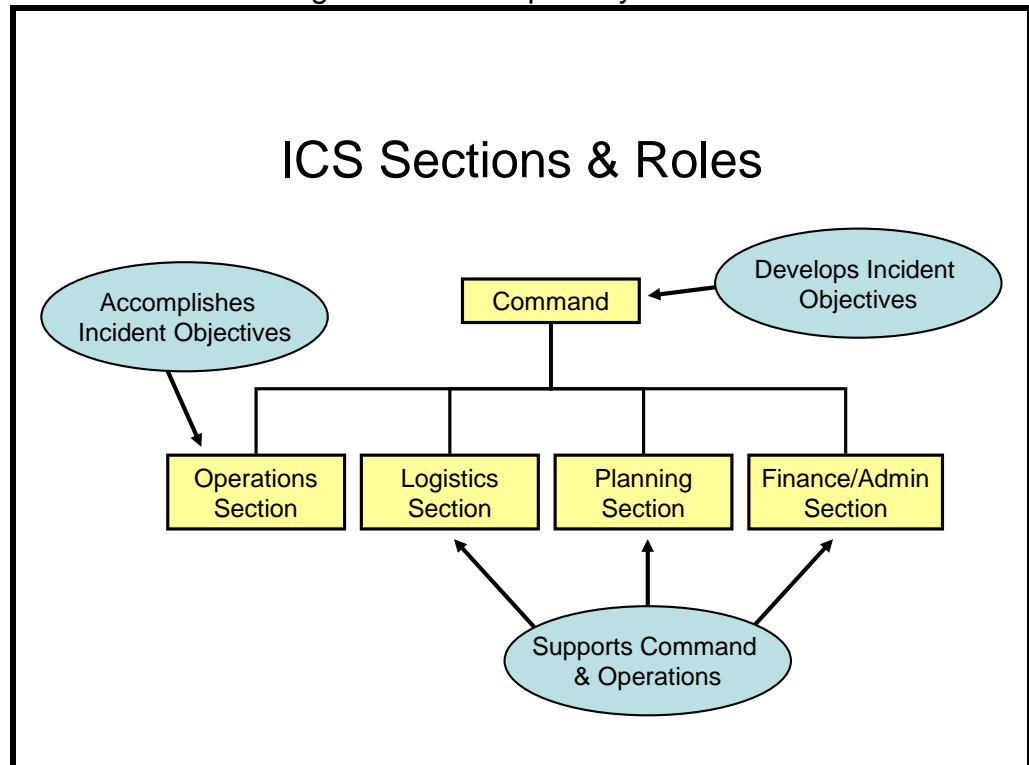 ICS Sections & Roles
Develops Incident
Objectives
Accomplishes
Incident Objectives
Command
Operations
Section
Logistics
Section
Planning
Section
Finance/Admin
Section
Supports Command
& Operations